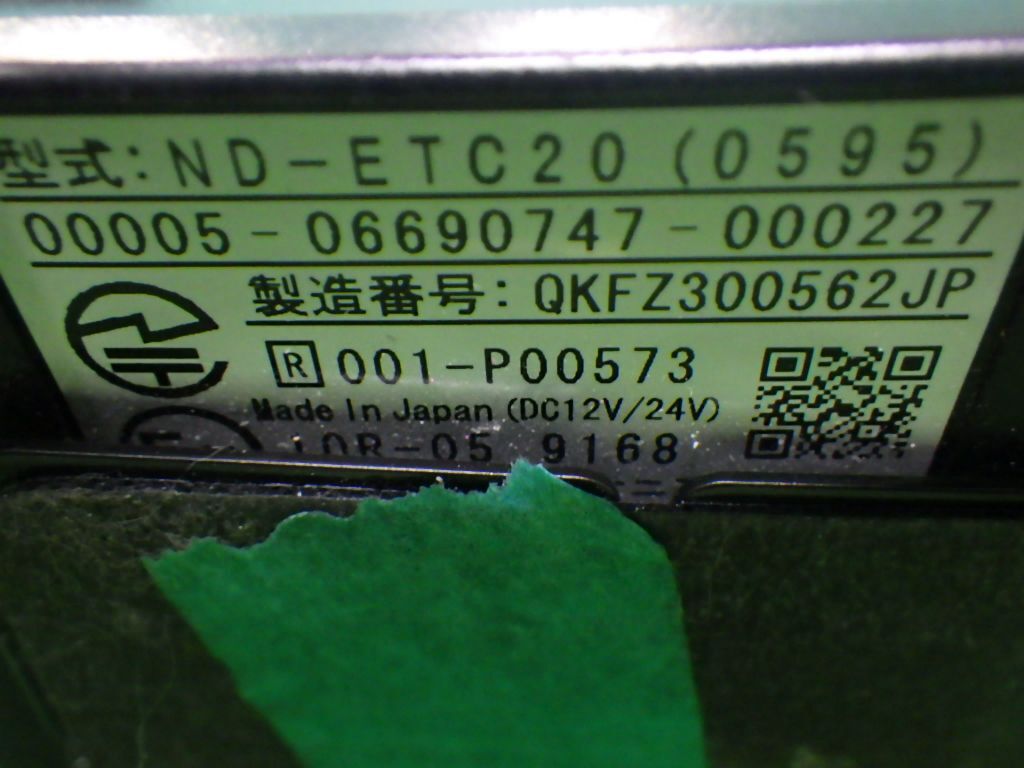 型式: ND-ETC20 (0595)
00005-06690747-000227
製造番号: QKFZ300562JP
R 001-P00573
Made In Japan (DC12V/24V)
10R-05 9168